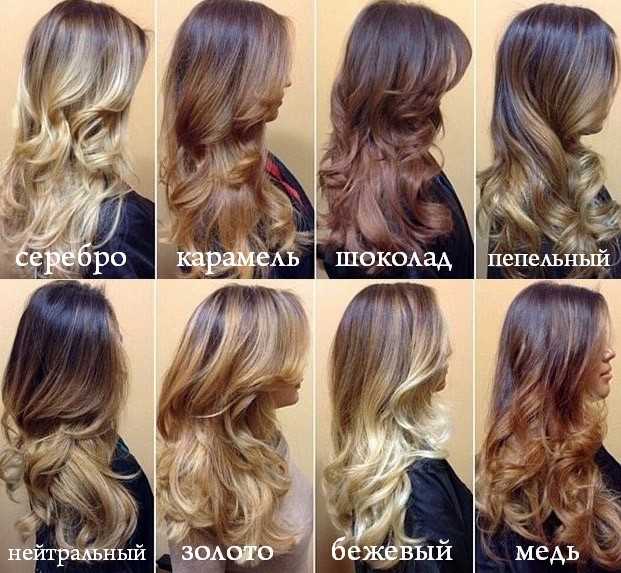 серебро
карамель
шоколад
пепельный
нейтральный
золото
бежевый
медь